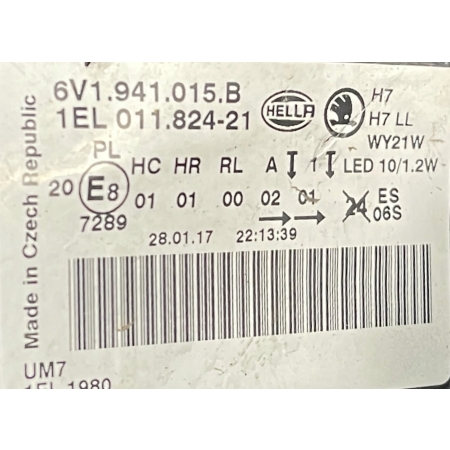 Made in Czech Republic
6V1.941.015.B
1EL 011.824-21
HELLA
H7
H7 LL
WY21W
LED 10/1.2W
PL
HC HR RL A 1
20 E8 01 01 00 02 01 24 ES
7289 06S
28.01.17 22:13:39
UM7
1EL 1980